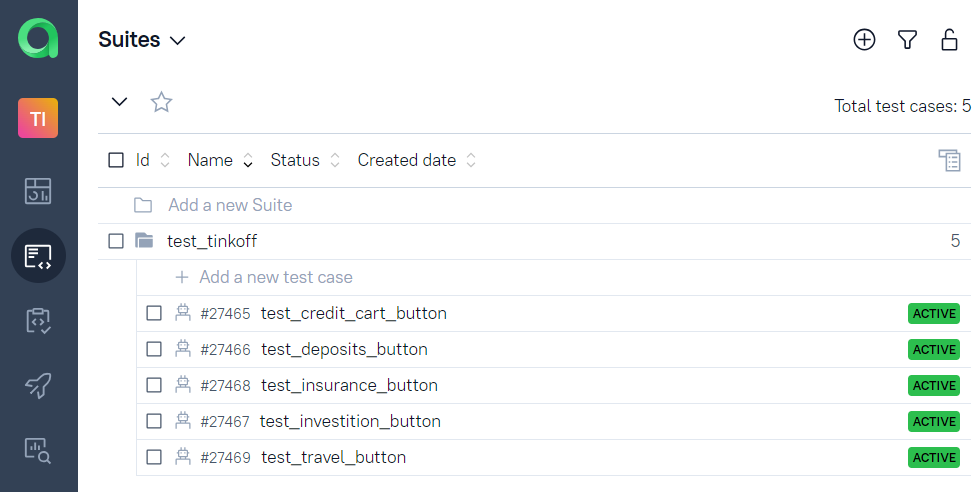 Suites
TI
Total test cases: 5
Id Name Status Created date
Add a new Suite
test_tinkoff 5
Add a new test case
#27465 test_credit_cart_button ACTIVE
#27466 test_deposits_button ACTIVE
#27468 test_insurance_button ACTIVE
#27467 test_investition_button ACTIVE
#27469 test_travel_button ACTIVE